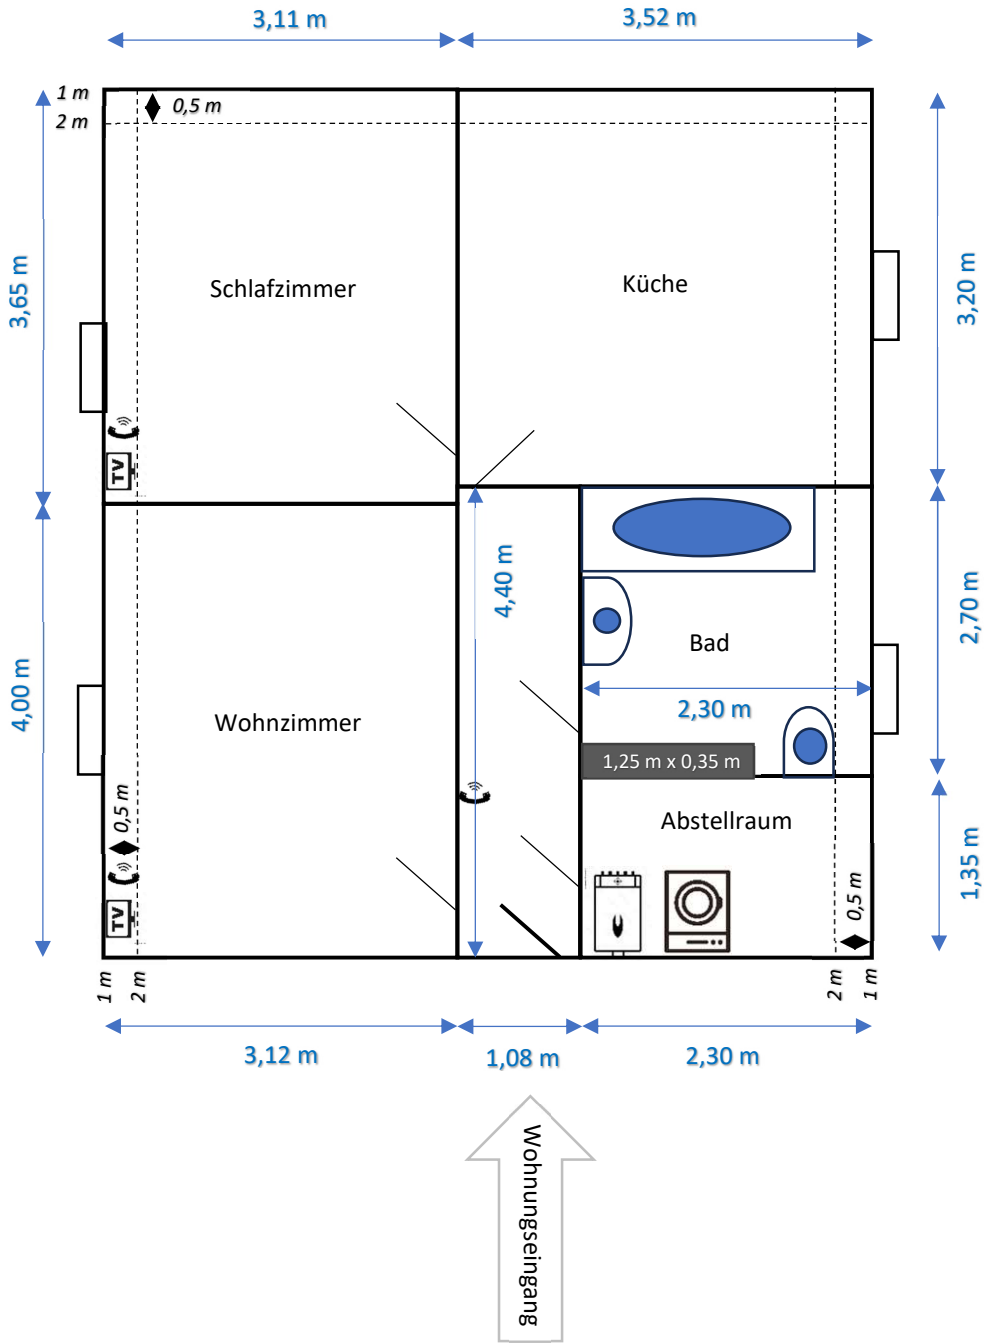 3,11 m
3,52 m
1 m
2 m
0,5 m
3,65 m
Schlafzimmer
Küche
3,20 m
TV
4,40 m
2,70 m
Bad
4,00 m
Wohnzimmer
2,30 m
1,25 m x 0,35 m
0,5 m
Abstellraum
1,35 m
TV
0,5 m
1 m
2 m
2 m
1 m
3,12 m
1,08 m
2,30 m
Wohnungseingang